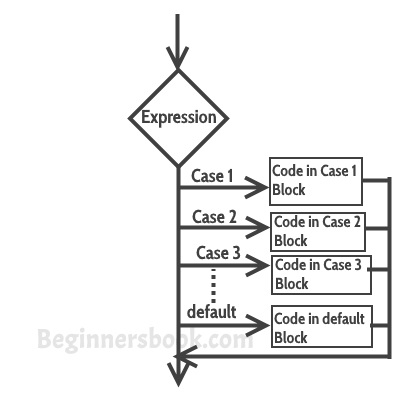 Expression
Case 1
Code in Case 1
Block
Case 2
Code in Case 2
Block
Case 3
Code in Case 3
Block
default
Code in default
Block
Beginnersbook.com